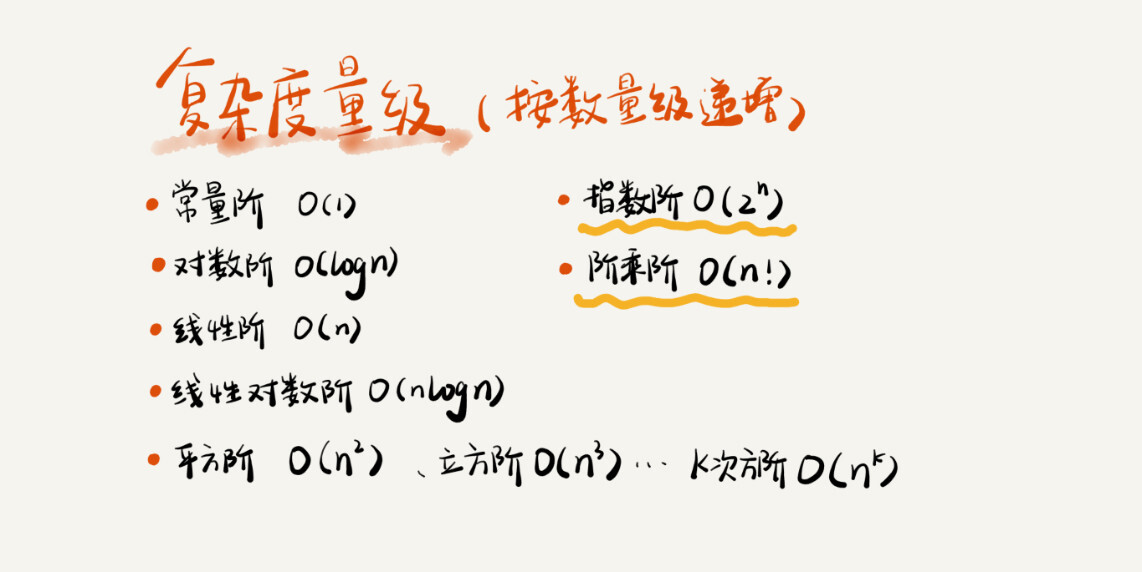 复杂度量级（按数量级递增）
• 常量阶 O(1)
• 对数阶 O(logn)
• 线性阶 O(n)
• 线性对数阶 O(nlogn)
• 平方阶 O(n²)、立方阶 O(n³)… K次方阶 O(nᵏ)
• 指数阶 O(2ⁿ)
• 阶乘阶 O(n!)